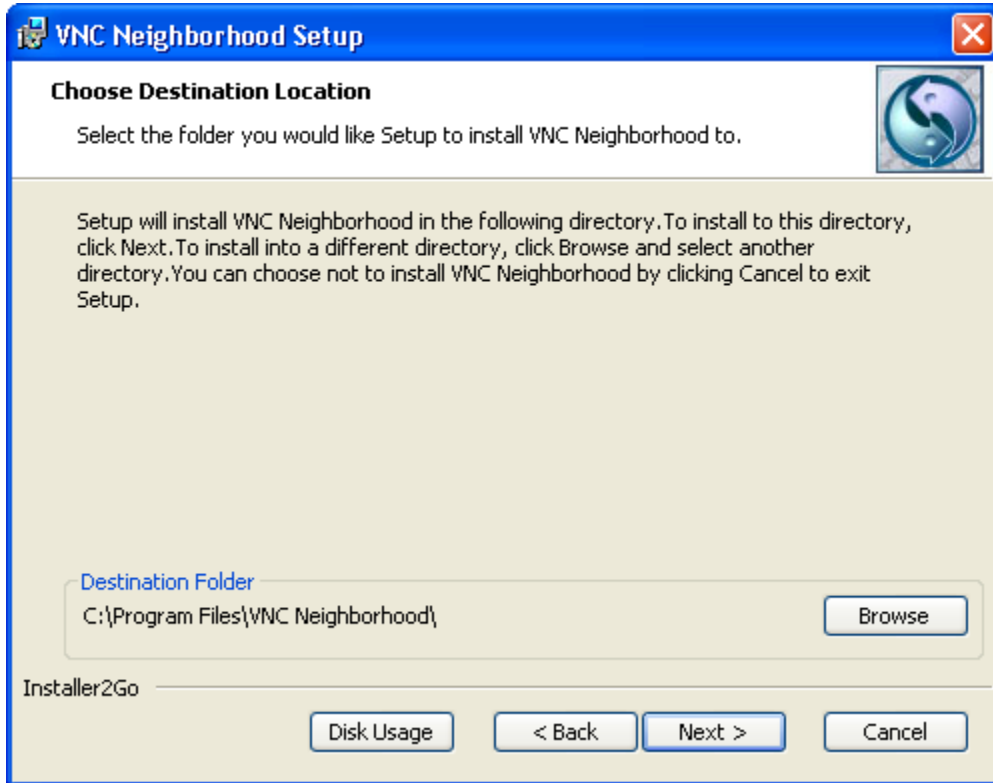 VNC Neighborhood Setup
Choose Destination Location
Select the folder you would like Setup to install VNC Neighborhood to.
Setup will install VNC Neighborhood in the following directory.To install to this directory,
click Next.To install into a different directory, click Browse and select another
directory.You can choose not to install VNC Neighborhood by clicking Cancel to exit
Setup.
Destination Folder
C:\Program Files\VNC Neighborhood\
Browse
Installer2Go
Disk Usage
< Back
Next >
Cancel